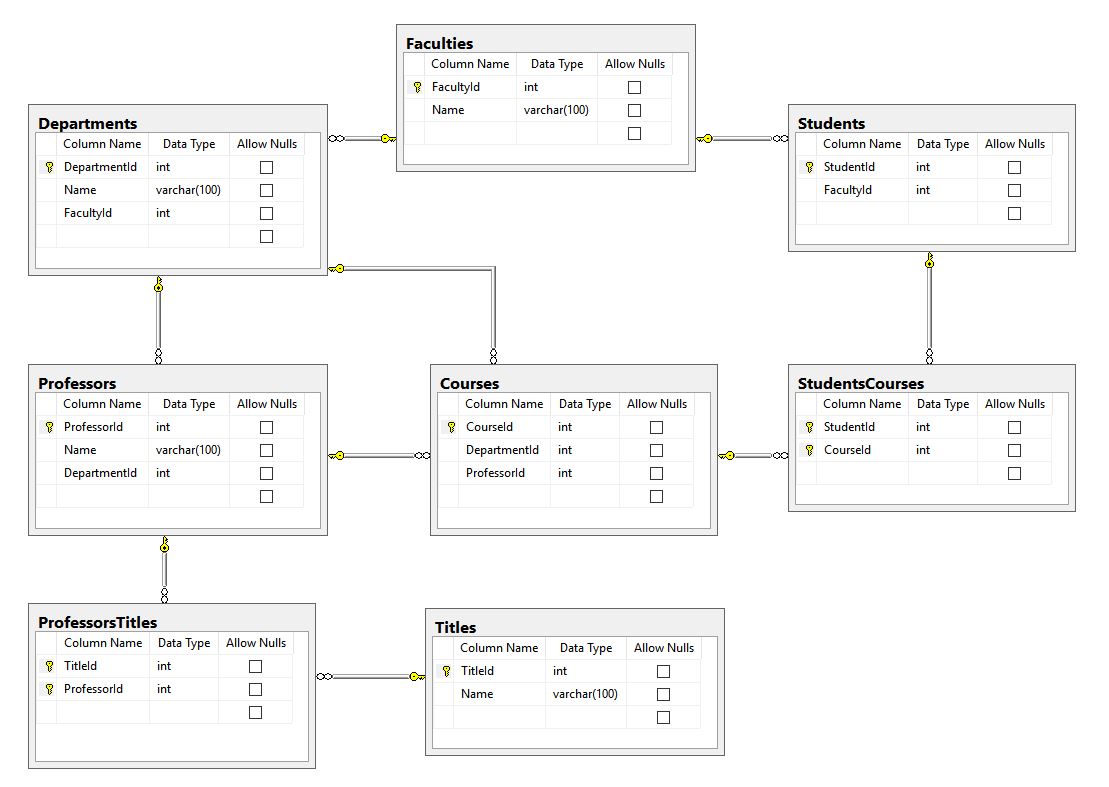 Faculties
Column Name Data Type Allow Nulls
FacultyId int
Name varchar(100)
Departments
Column Name Data Type Allow Nulls
DepartmentId int
Name varchar(100)
FacultyId int
Students
Column Name Data Type Allow Nulls
StudentId int
FacultyId int
Professors
Column Name Data Type Allow Nulls
ProfessorId int
Name varchar(100)
DepartmentId int
Courses
Column Name Data Type Allow Nulls
CourseId int
DepartmentId int
ProfessorId int
StudentsCourses
Column Name Data Type Allow Nulls
StudentId int
CourseId int
ProfessorsTitles
Column Name Data Type Allow Nulls
TitleId int
ProfessorId int
Titles
Column Name Data Type Allow Nulls
TitleId int
Name varchar(100)